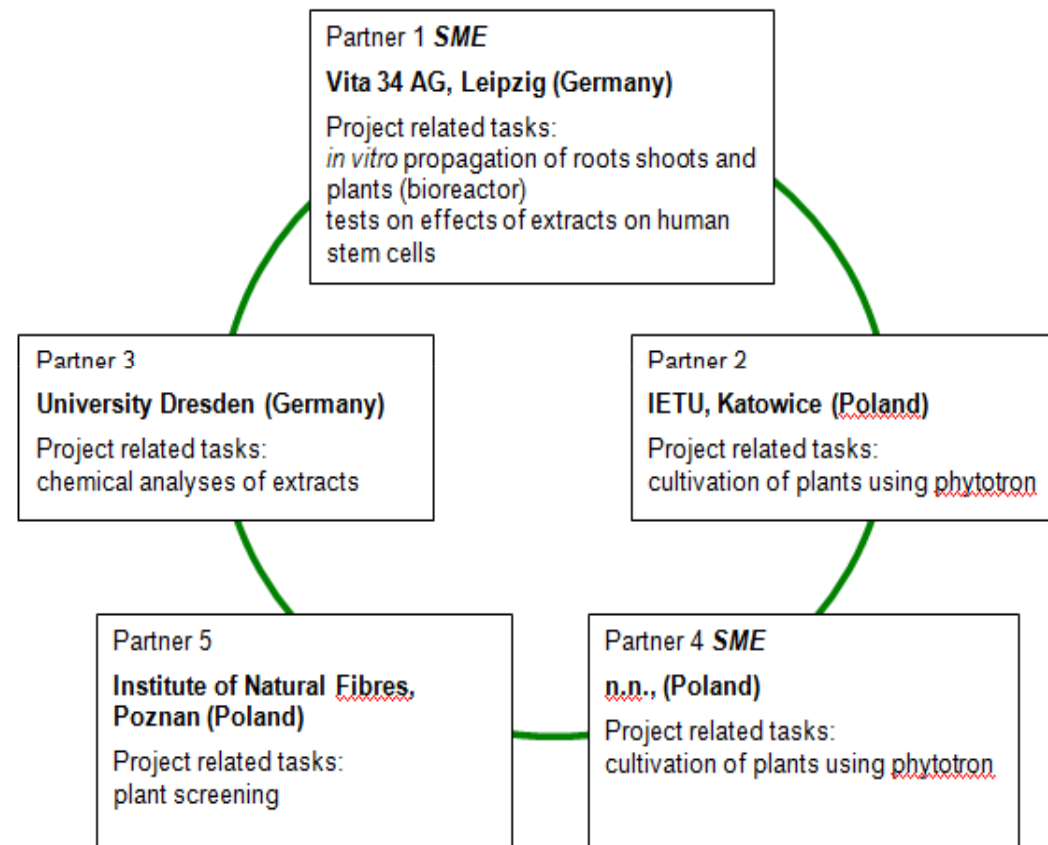 Partner 1 SME
Vita 34 AG, Leipzig (Germany)
Project related tasks:
in vitro propagation of roots shoots and
plants (bioreactor)
tests on effects of extracts on human
stem cells
Partner 3
University Dresden (Germany)
Project related tasks:
chemical analyses of extracts
Partner 2
IETU, Katowice (Poland)
Project related tasks:
cultivation of plants using phytotron
Partner 5
Institute of Natural Fibres,
Poznan (Poland)
Project related tasks:
plant screening
Partner 4 SME
n.n., (Poland)
Project related tasks:
cultivation of plants using phytotron